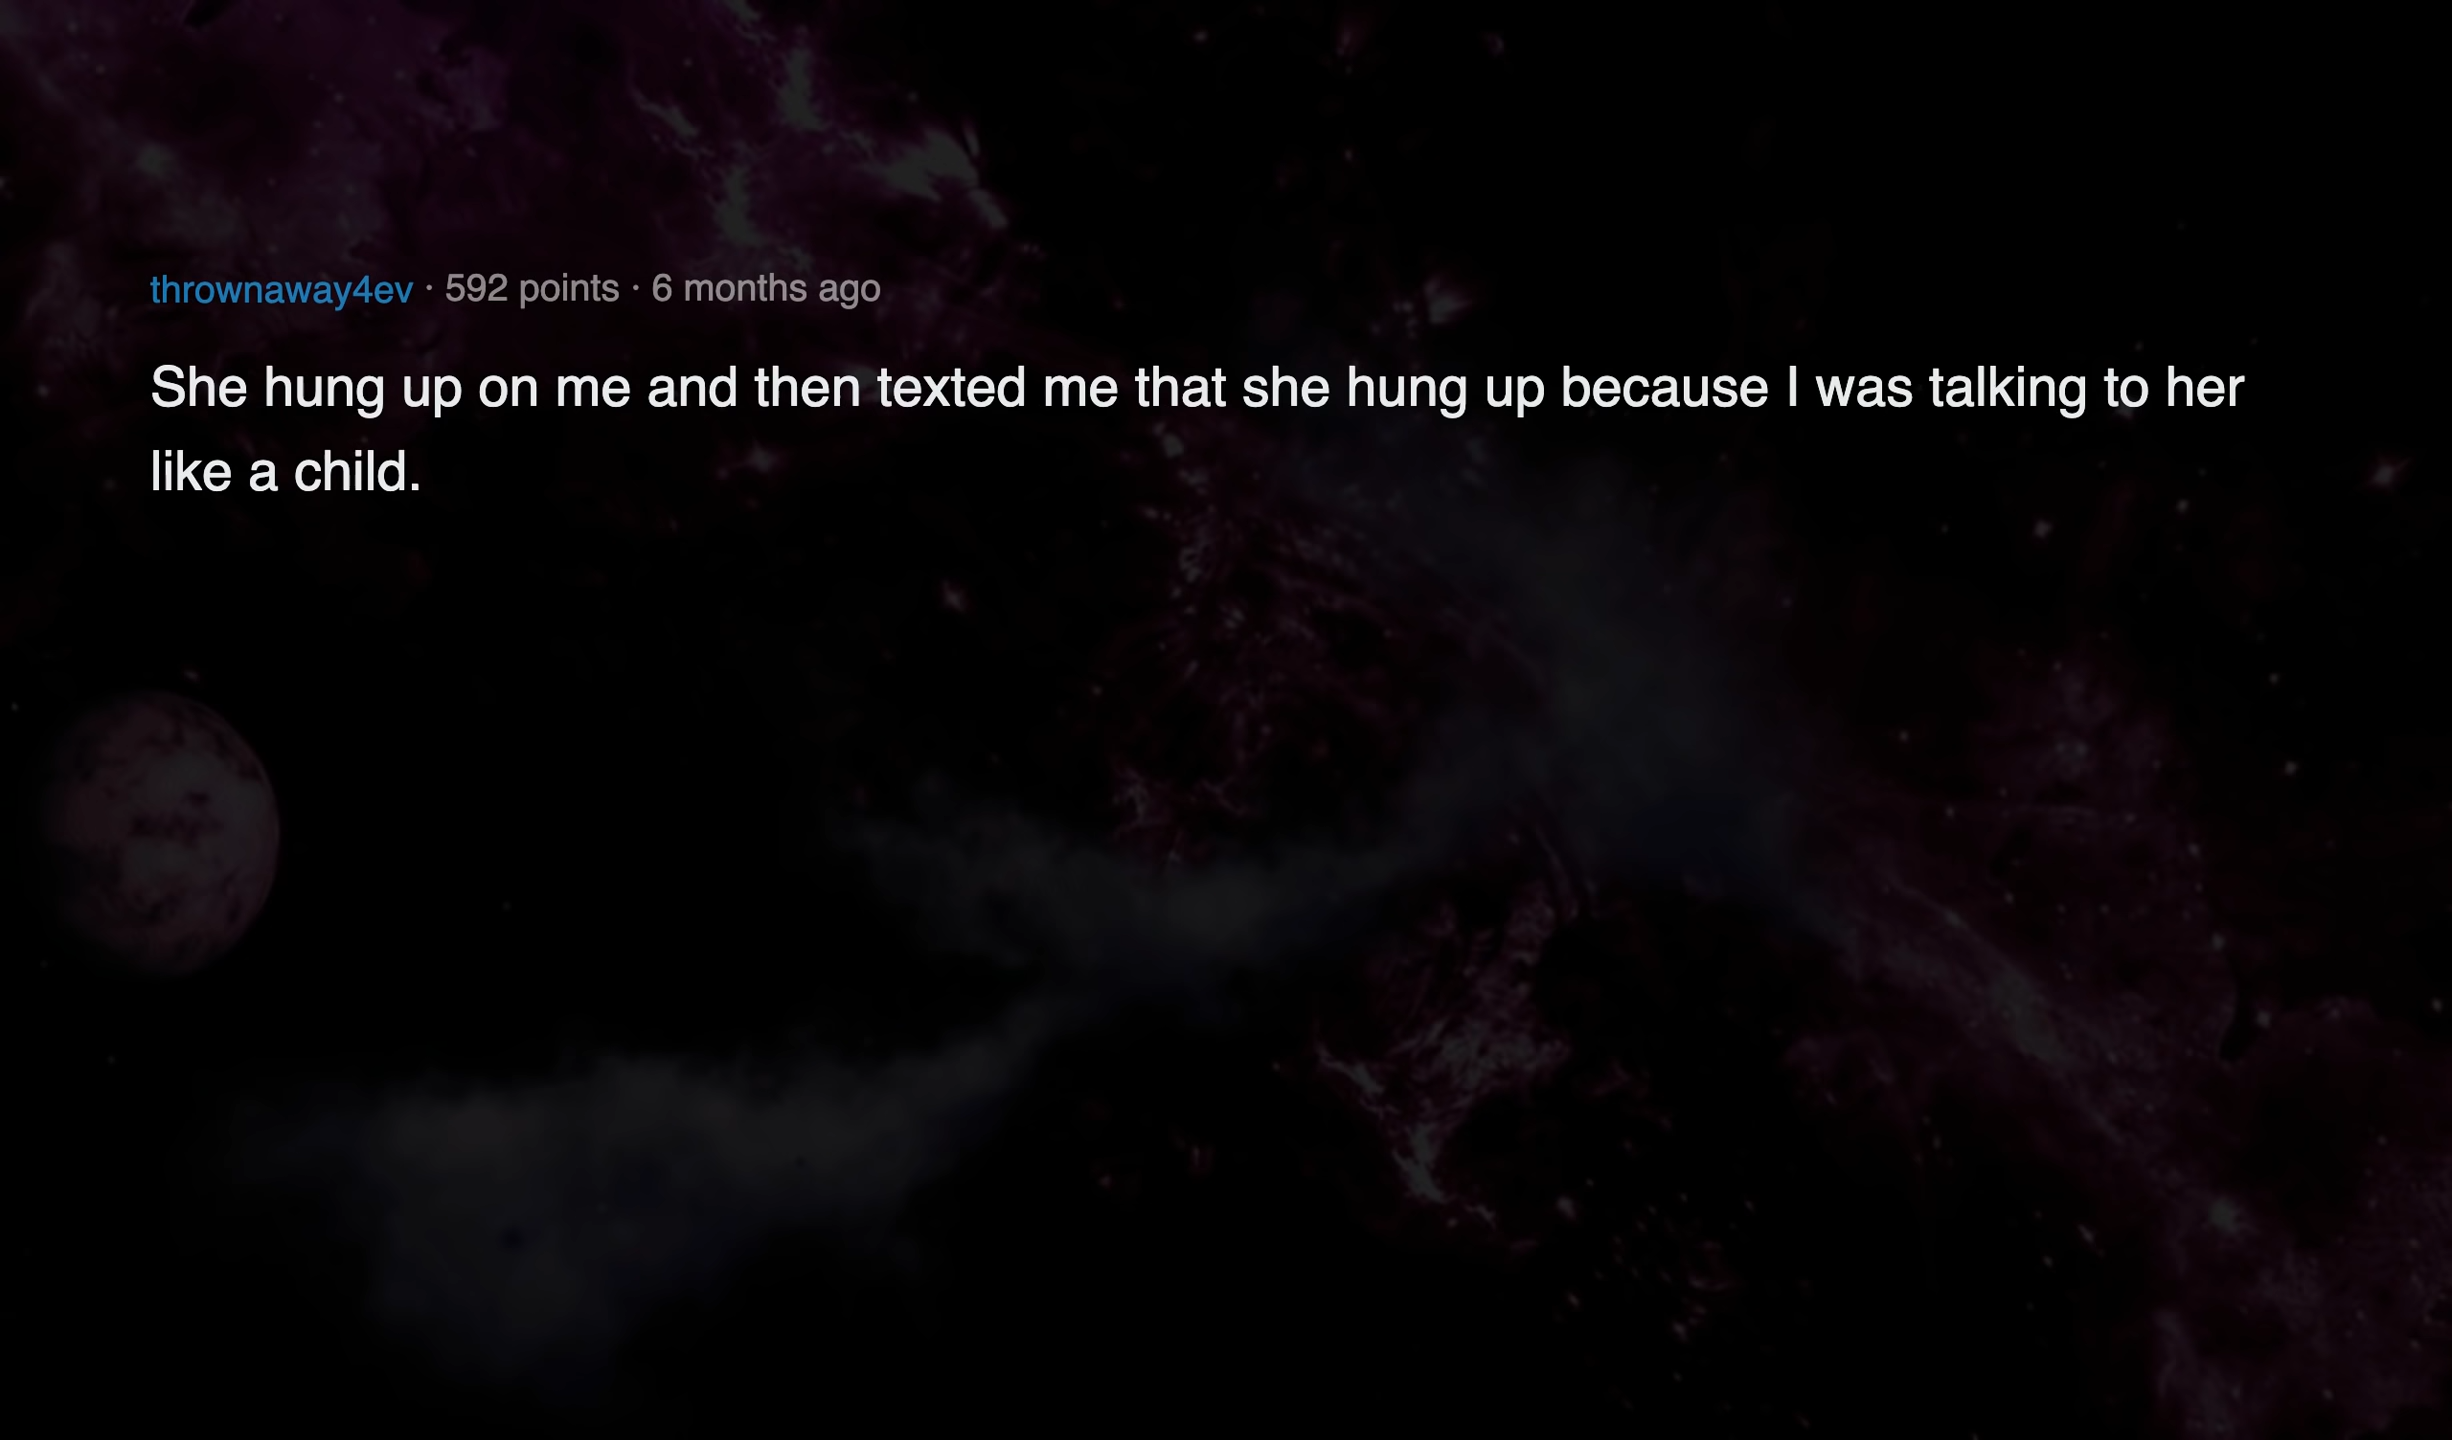 thrownaway4ev · 592 points · 6 months ago
She hung up on me and then texted me that she hung up because I was talking to her
like a child.